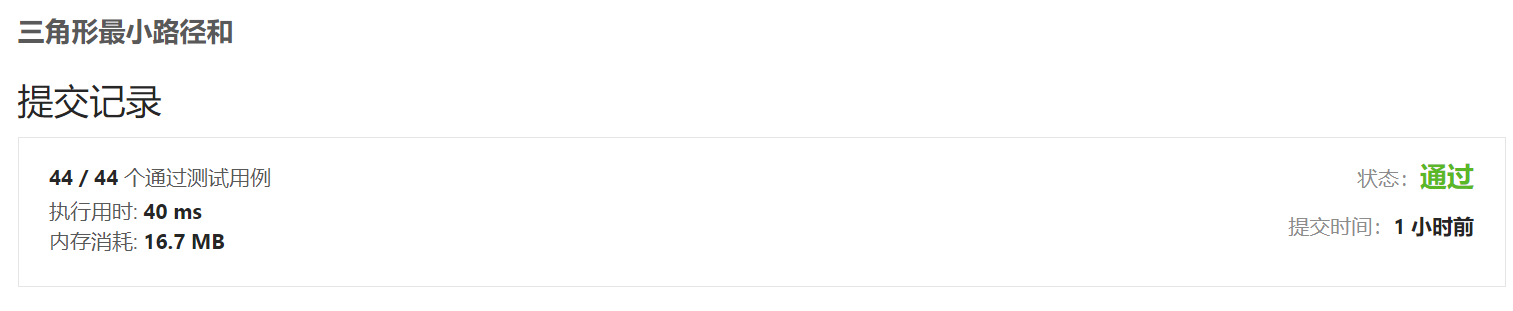 三角形最小路径和
提交记录
44 / 44 个通过测试用例
状态：通过
执行用时: 40 ms
提交时间：1 小时前
内存消耗: 16.7 MB